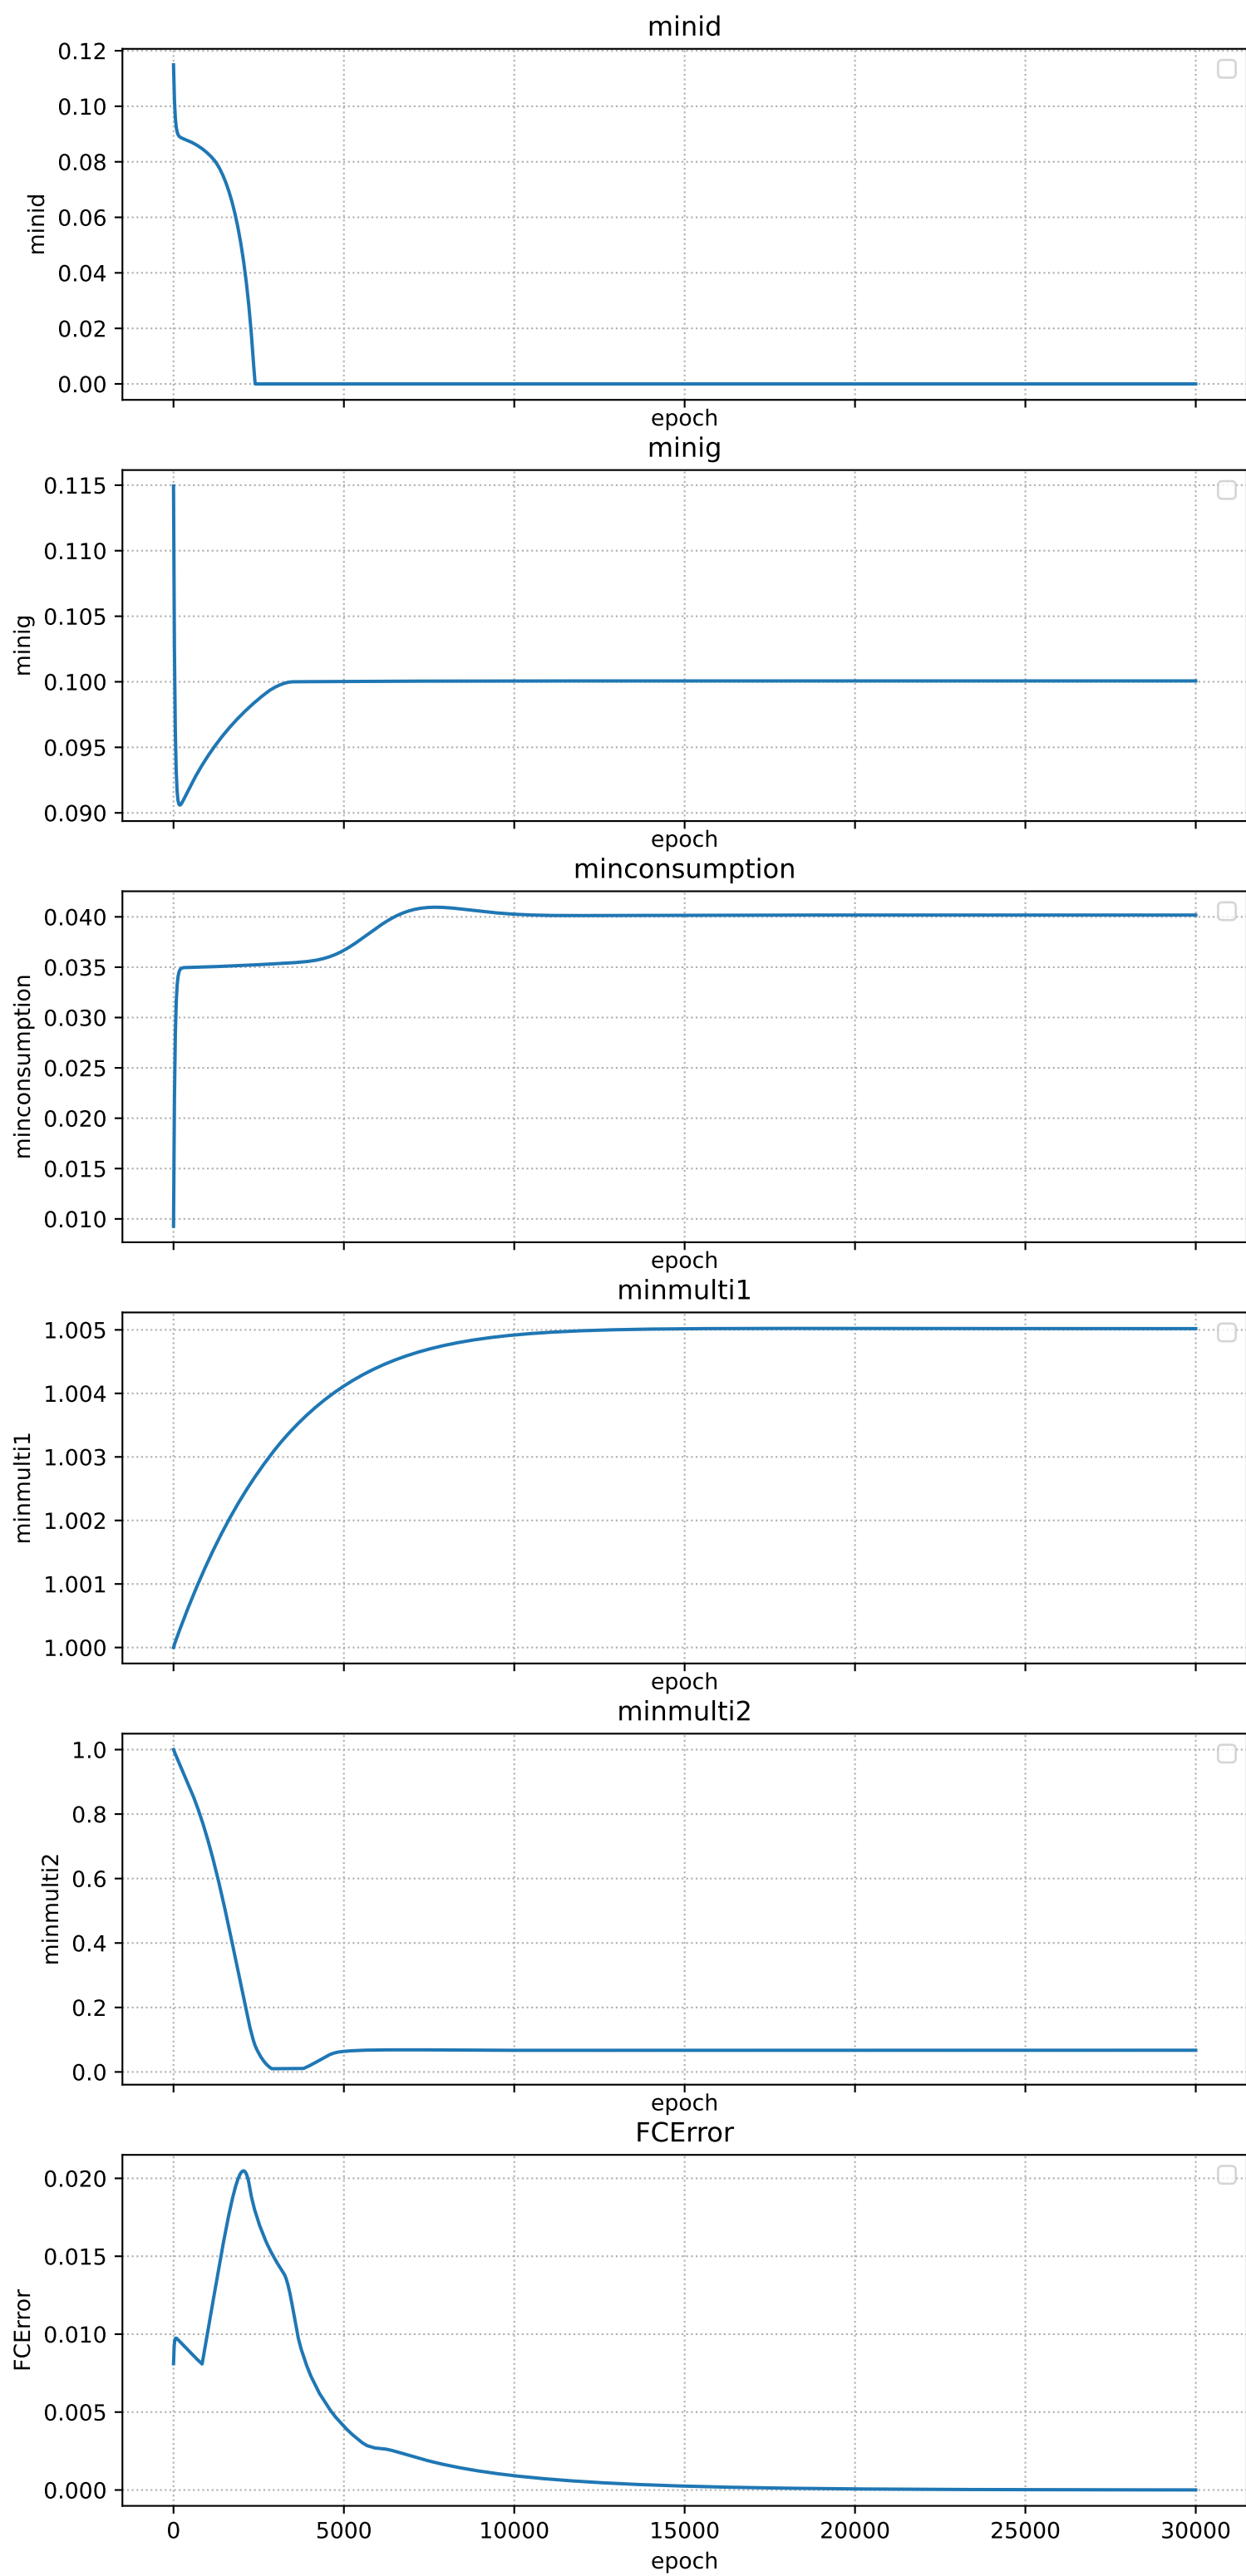 minid
0.12
0.10
0.08
0.06
0.04
0.02
0.00
minid
epoch
minig
0.115
0.110
0.105
0.100
0.095
0.090
minig
epoch
minconsumption
0.040
0.035
0.030
0.025
0.020
0.015
0.010
minconsumption
epoch
minmulti1
1.005
1.004
1.003
1.002
1.001
1.000
minmulti1
epoch
minmulti2
1.0
0.8
0.6
0.4
0.2
0.0
minmulti2
epoch
FCError
0.020
0.015
0.010
0.005
0.000
FCError
0 5000 10000 15000 20000 25000 30000
epoch